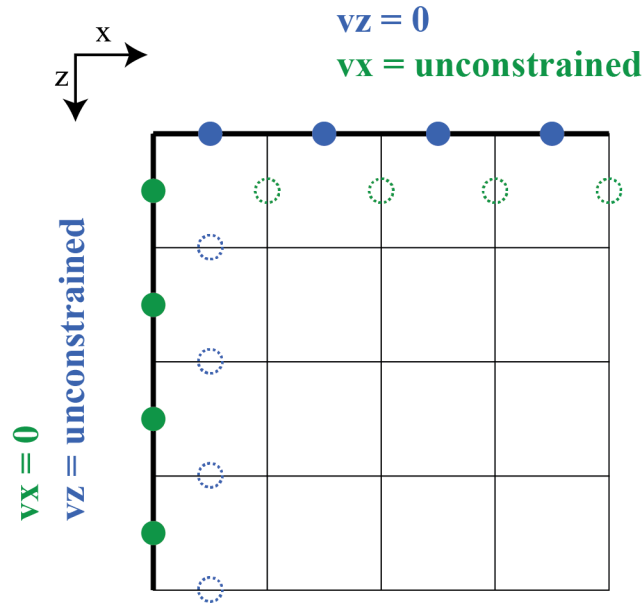 vz = 0
vx = unconstrained
x
z
vx = 0
vz = unconstrained